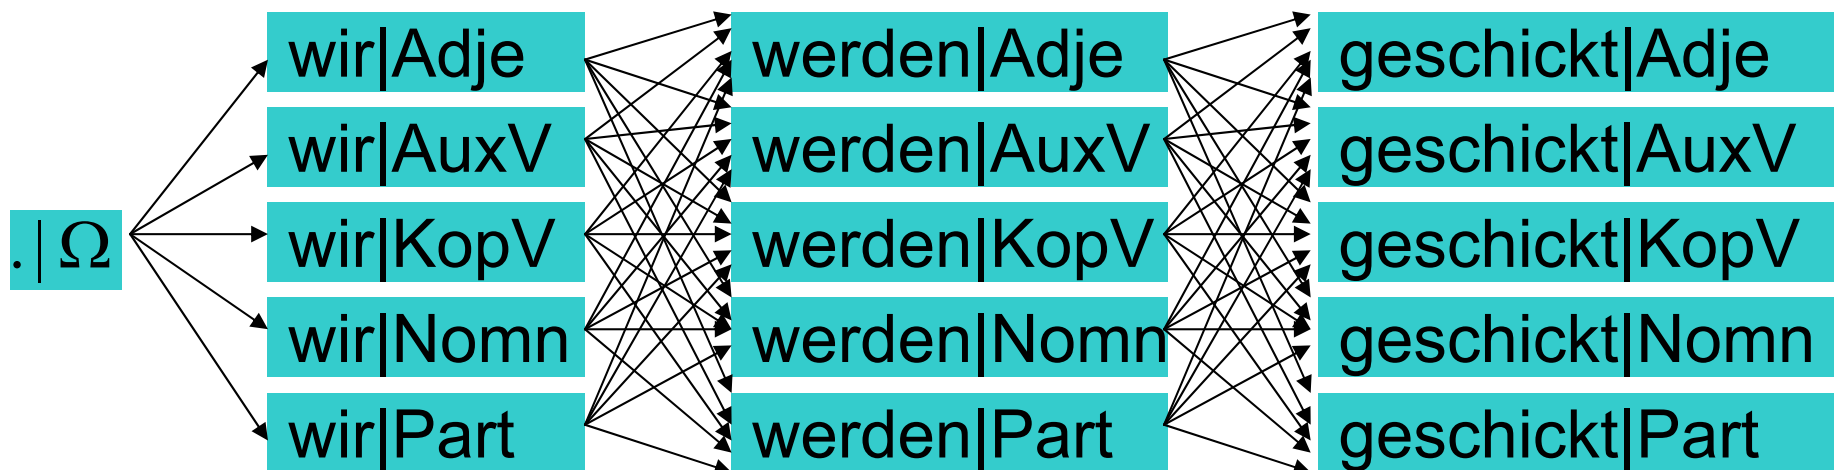 wir|Adje werden|Adje geschickt|Adje
wir|AuxV werden|AuxV geschickt|AuxV
.|Ω wir|KopV werden|KopV geschickt|KopV
wir|Nomn werden|Nomn geschickt|Nomn
wir|Part werden|Part geschickt|Part